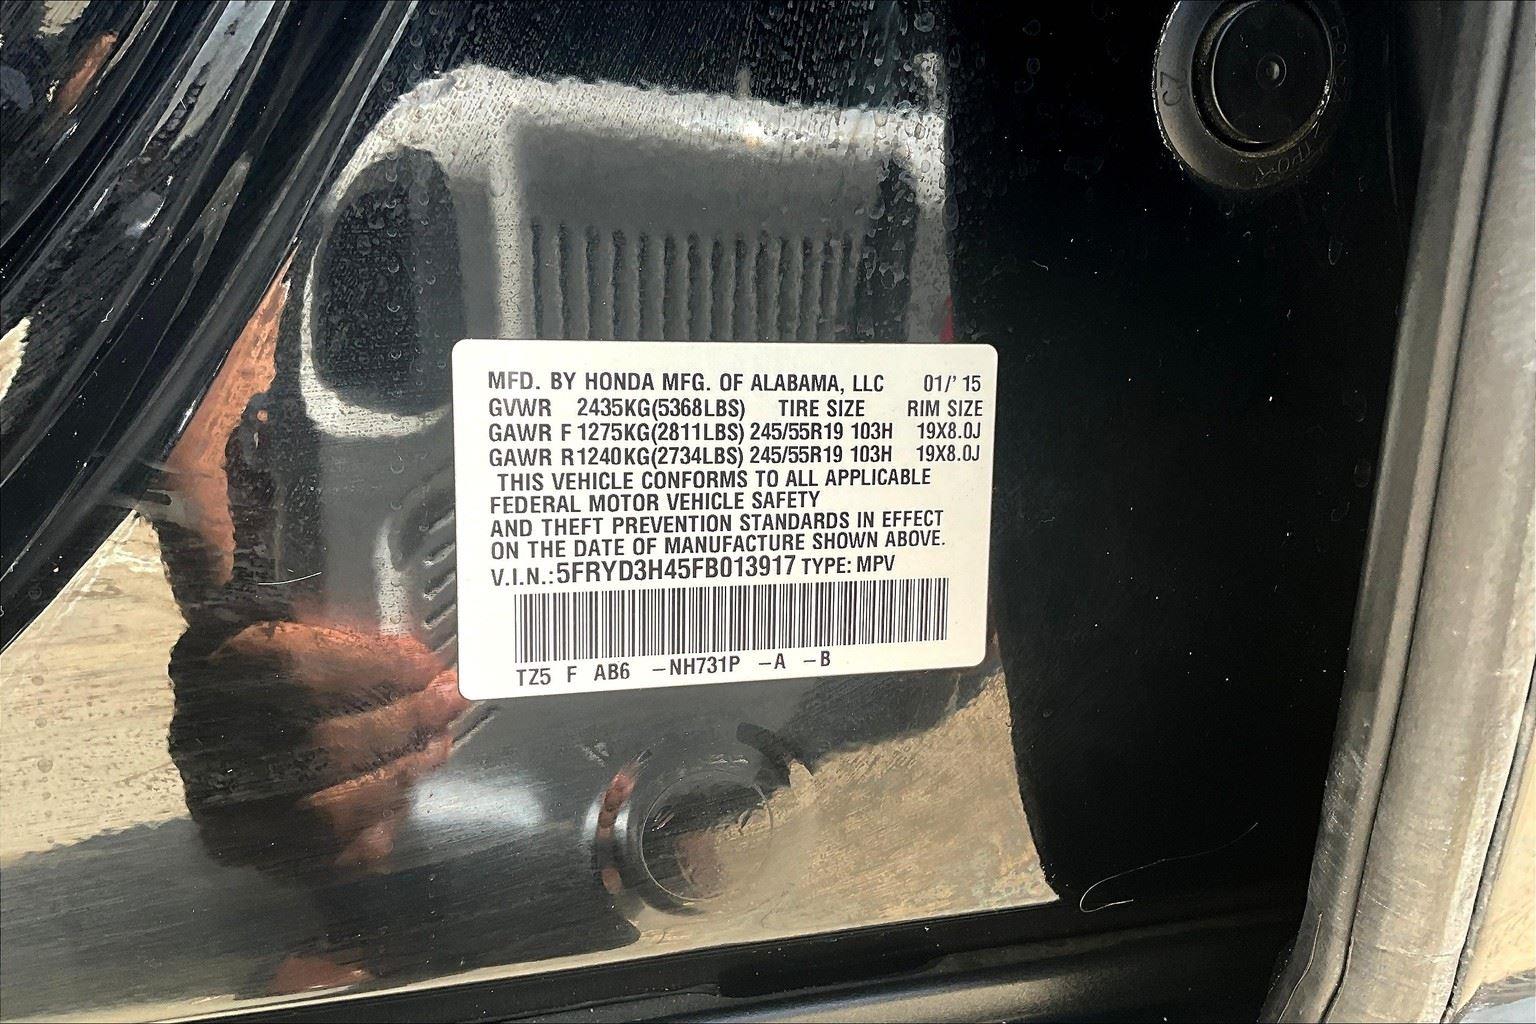 MFD. BY HONDA MFG. OF ALABAMA, LLC 01/'15
GVWR 2435KG(5368LBS) TIRE SIZE RIM SIZE
GAWR F 1275KG(2811LBS) 245/55R19 103H 19X8.0J
GAWR R1240KG(2734LBS) 245/55R19 103H 19X8.0J
THIS VEHICLE CONFORMS TO ALL APPLICABLE
FEDERAL MOTOR VEHICLE SAFETY
AND THEFT PREVENTION STANDARDS IN EFFECT
ON THE DATE OF MANUFACTURE SHOWN ABOVE.
V.I.N.:5FRYD3H45FB013917 TYPE: MPV
TZ5 F AB6 -NH731P -A -B